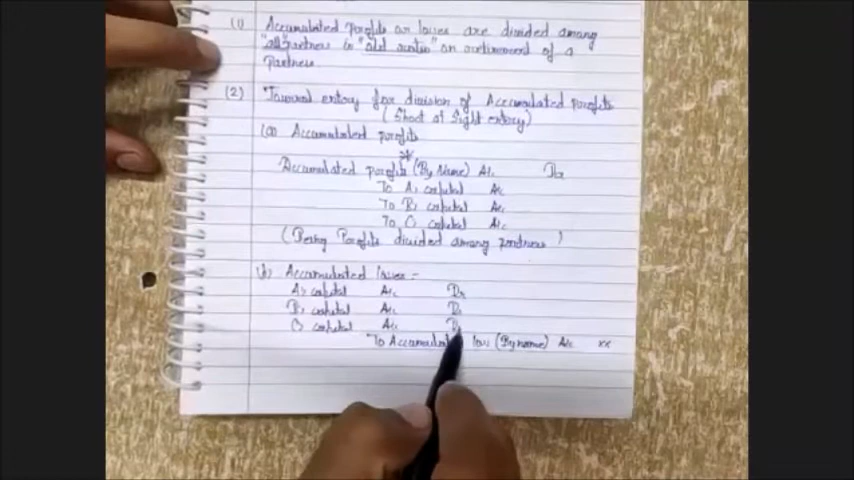 (1) Accumulated profits or losses are divided among
"all" partners in "old ratio" on retirement of a
partner
(2) Journal entry for division of Accumulated profits
(Shoot at Sight entry)
(a) Accumulated profits
Accumulated profits (By Name) A/c Dr
To A's capital A/c
To B's capital A/c
To C's capital A/c
(Being Profits divided among partners)
(b) Accumulated losses :-
A's capital A/c Dr
B's capital A/c Dr
C's capital A/c Dr
To Accumulated loss (By name) A/c xx